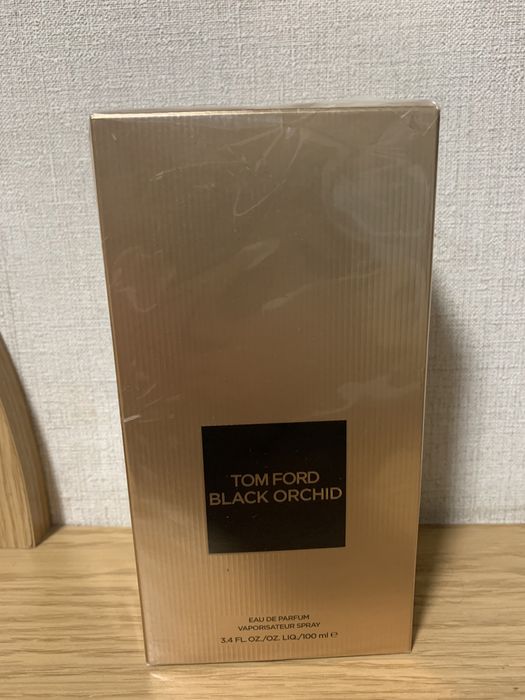 TOM FORD
BLACK ORCHID
EAU DE PARFUM
VAPORISATEUR SPRAY
3.4 FL. OZ./OZ. LIQ./100 ml ℮